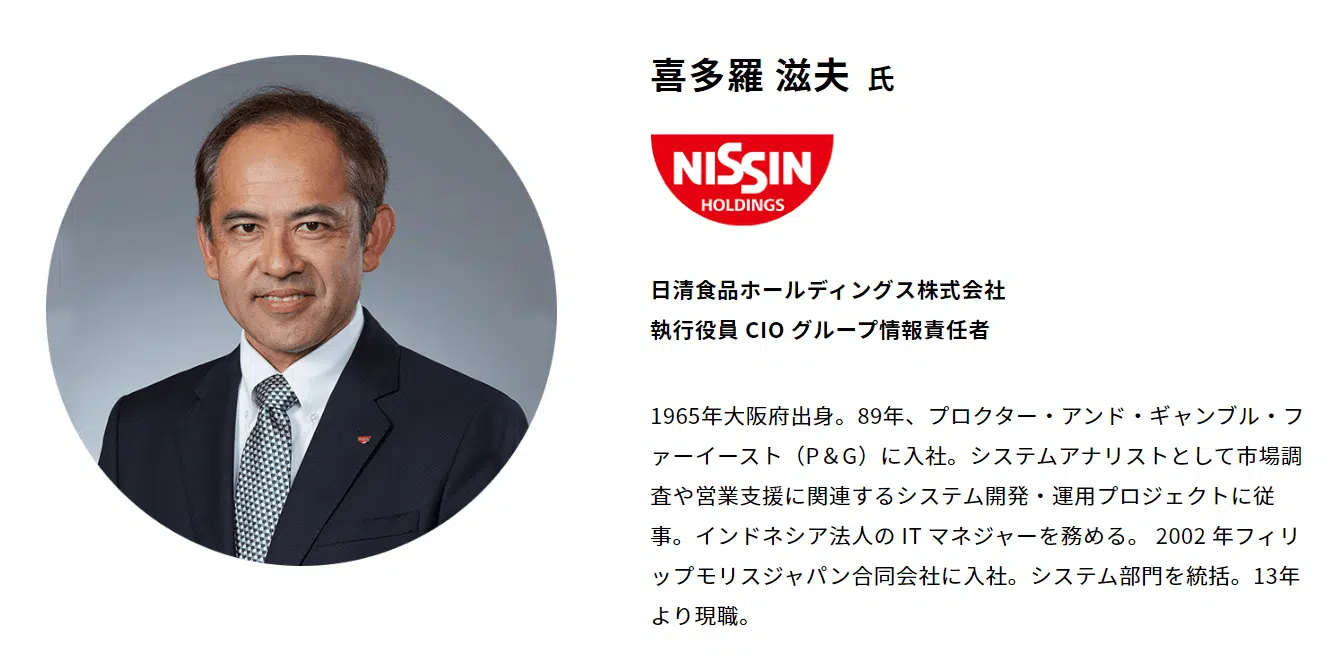 喜多羅 滋夫 氏
NISSIN
HOLDINGS
日清食品ホールディングス株式会社
執行役員 CIO グループ情報責任者
1965年大阪府出身。89年、プロクター・アンド・ギャンブル・フ
ァーイースト（P＆G）に入社。システムアナリストとして市場調
査や営業支援に関連するシステム開発・運用プロジェクトに従
事。インドネシア法人の IT マネジャーを務める。 2002 年フィリ
ップモリスジャパン合同会社に入社。システム部門を統括。13年
より現職。